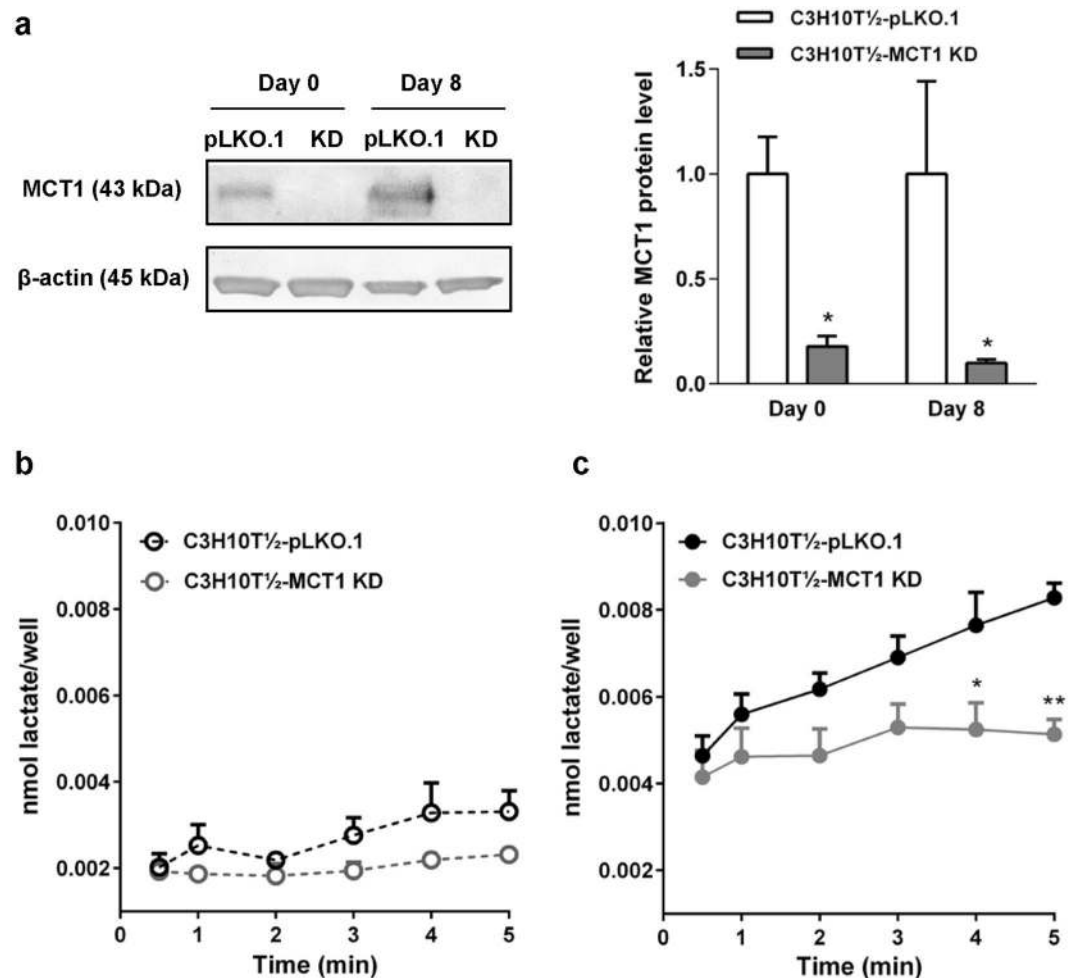 a
Day 0 Day 8
pLKO.1 KD pLKO.1 KD
MCT1 (43 kDa)
β-actin (45 kDa)
C3H10T½-pLKO.1
C3H10T½-MCT1 KD
Relative MCT1 protein level
1.5
1.0
0.5
0.0
*
*
Day 0 Day 8
b
nmol lactate/well
0.010
0.008
0.006
0.004
0.002
C3H10T½-pLKO.1
C3H10T½-MCT1 KD
0 1 2 3 4 5
Time (min)
c
nmol lactate/well
0.010
0.008
0.006
0.004
0.002
C3H10T½-pLKO.1
C3H10T½-MCT1 KD
*
**
0 1 2 3 4 5
Time (min)